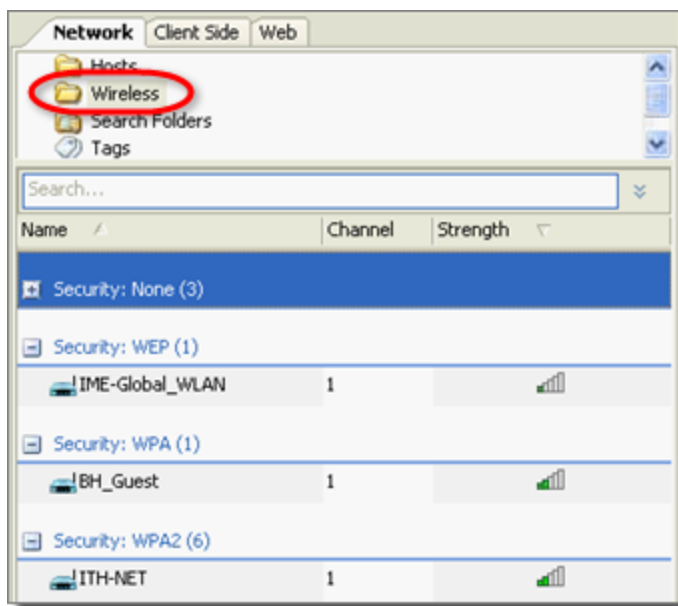 Network Client Side Web
Hosts
Wireless
Search Folders
Tags
Search...
Name Channel Strength
Security: None (3)
Security: WEP (1)
IME-Global_WLAN 1
Security: WPA (1)
BH_Guest 1
Security: WPA2 (6)
ITH-NET 1